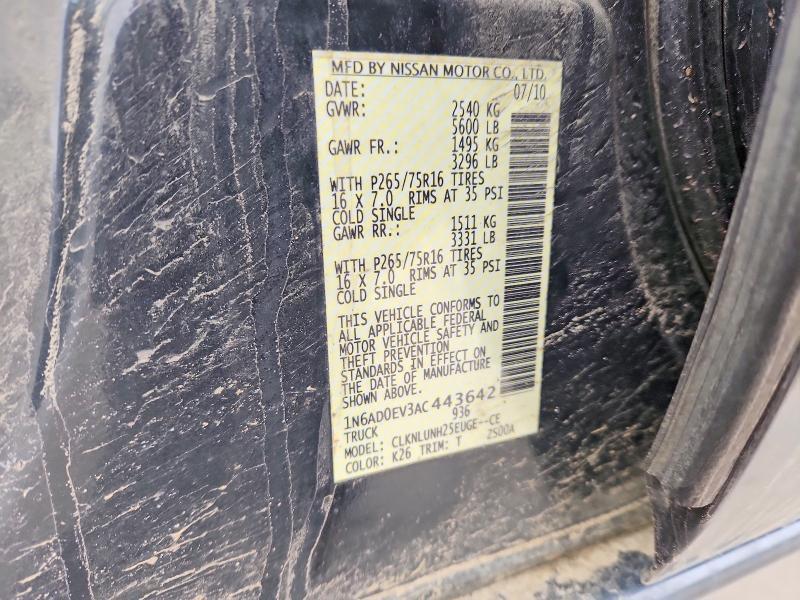 MFD BY NISSAN MOTOR CO., LTD.
DATE: 07/10
GVWR: 2540 KG
5600 LB
GAWR FR.: 1495 KG
3296 LB
WITH P265/75R16 TIRES
16 X 7.0 RIMS AT 35 PSI
COLD SINGLE
GAWR RR.: 1511 KG
3331 LB
WITH P265/75R16 TIRES
16 X 7.0 RIMS AT 35 PSI
COLD SINGLE
THIS VEHICLE CONFORMS TO
ALL APPLICABLE FEDERAL
MOTOR VEHICLE SAFETY AND
THEFT PREVENTION
STANDARDS IN EFFECT ON
THE DATE OF MANUFACTURE
SHOWN ABOVE.
1N6AD0EV3AC443642
TRUCK 936
MODEL: CLKNLUNH25EUGE--CE
COLOR: K26 TRIM: T 2S00A